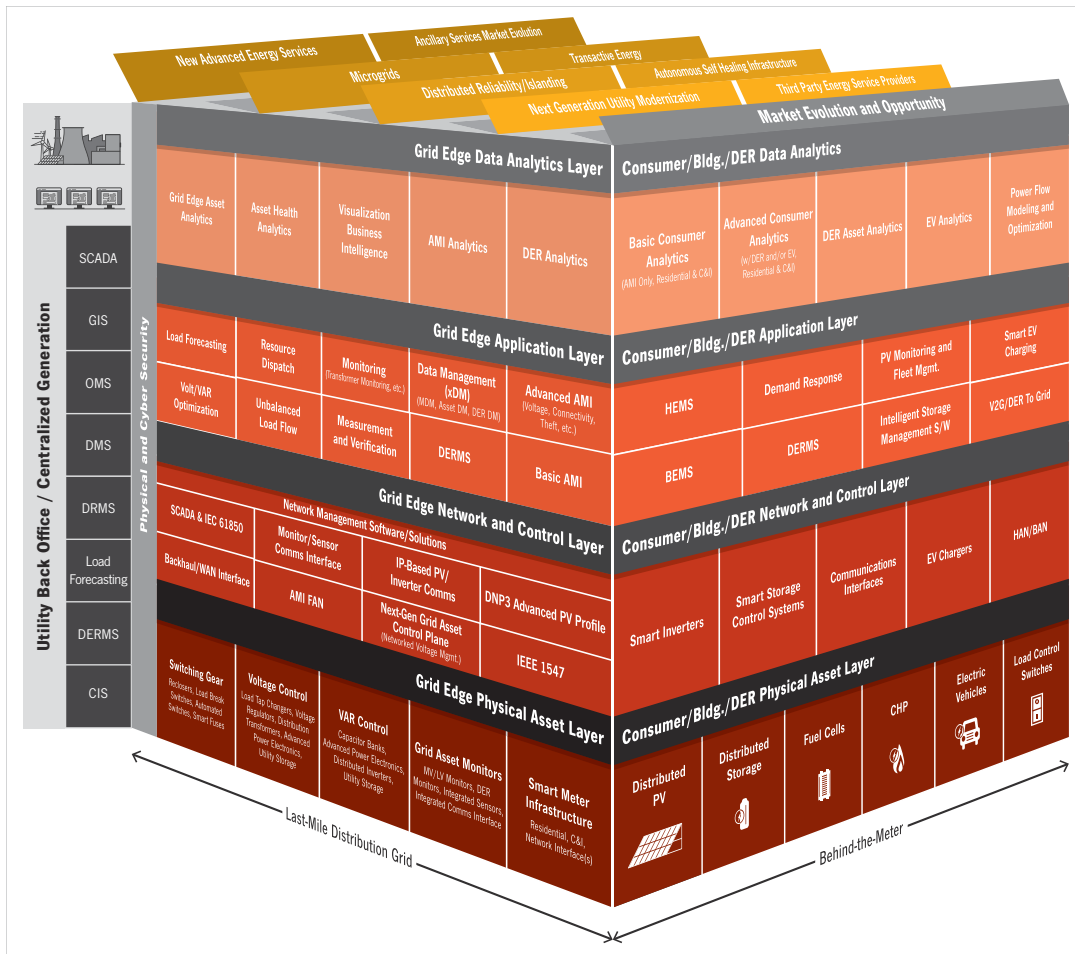 New Advanced Energy Services
Ancillary Services Market Evolution
Microgrids
Transactive Energy
Distributed Reliability/Islanding
Autonomous Self Healing Infrastructure
Next Generation Utility Modernization
Third Party Energy Service Providers
Market Evolution and Opportunity
Utility Back Office / Centralized Generation
SCADA
GIS
OMS
DMS
DRMS
Load
Forecasting
DERMS
CIS
Physical and Cyber Security
Grid Edge Data Analytics Layer
Grid Edge Asset
Analytics
Asset Health
Analytics
Visualization
Business
Intelligence
AMI Analytics
DER Analytics
Grid Edge Application Layer
Load Forecasting
Resource
Dispatch
Monitoring
(Transformer Monitoring, etc.)
Data Management
(xDM)
(MDM, Asset DM, DER DM)
Advanced AMI
(Voltage, Connectivity,
Theft, etc.)
Volt/VAR
Optimization
Unbalanced
Load Flow
Measurement
and Verification
DERMS
Basic AMI
Grid Edge Network and Control Layer
Network Management Software/Solutions
SCADA & IEC 61850
Monitor/Sensor
Comms Interface
IP-Based PV/
Inverter Comms
DNP3 Advanced PV Profile
Backhaul/WAN Interface
AMI FAN
Next-Gen Grid Asset
Control Plane
(Networked Voltage Mgmt.)
IEEE 1547
Grid Edge Physical Asset Layer
Switching Gear
Reclosers, Load Break
Switches, Automated
Switches, Smart Fuses
Voltage Control
Load Tap Changers, Voltage
Regulators, Distribution
Transformers, Advanced
Power Electronics,
Utility Storage
VAR Control
Capacitor Banks,
Advanced Power Electronics,
Distributed Inverters,
Utility Storage
Grid Asset Monitors
MV/LV Monitors, DER
Monitors, Integrated Sensors,
Integrated Comms Interface
Smart Meter
Infrastructure
Residential, C&I,
Network Interface(s)
Last-Mile Distribution Grid
Consumer/Bldg./DER Data Analytics
Basic Consumer
Analytics
(AMI Only, Residential & C&I)
Advanced Consumer
Analytics
(w/DER and/or EV,
Residential & C&I)
DER Asset Analytics
EV Analytics
Power Flow
Modeling and
Optimization
Consumer/Bldg./DER Application Layer
HEMS
Demand Response
PV Monitoring and
Fleet Mgmt.
Smart EV
Charging
BEMS
DERMS
Intelligent Storage
Management S/W
V2G/DER To Grid
Consumer/Bldg./DER Network and Control Layer
Smart Inverters
Smart Storage
Control Systems
Communications
Interfaces
EV Chargers
HAN/BAN
Consumer/Bldg./DER Physical Asset Layer
Distributed
PV
Distributed
Storage
Fuel Cells
CHP
Electric
Vehicles
Load Control
Switches
Behind-the-Meter